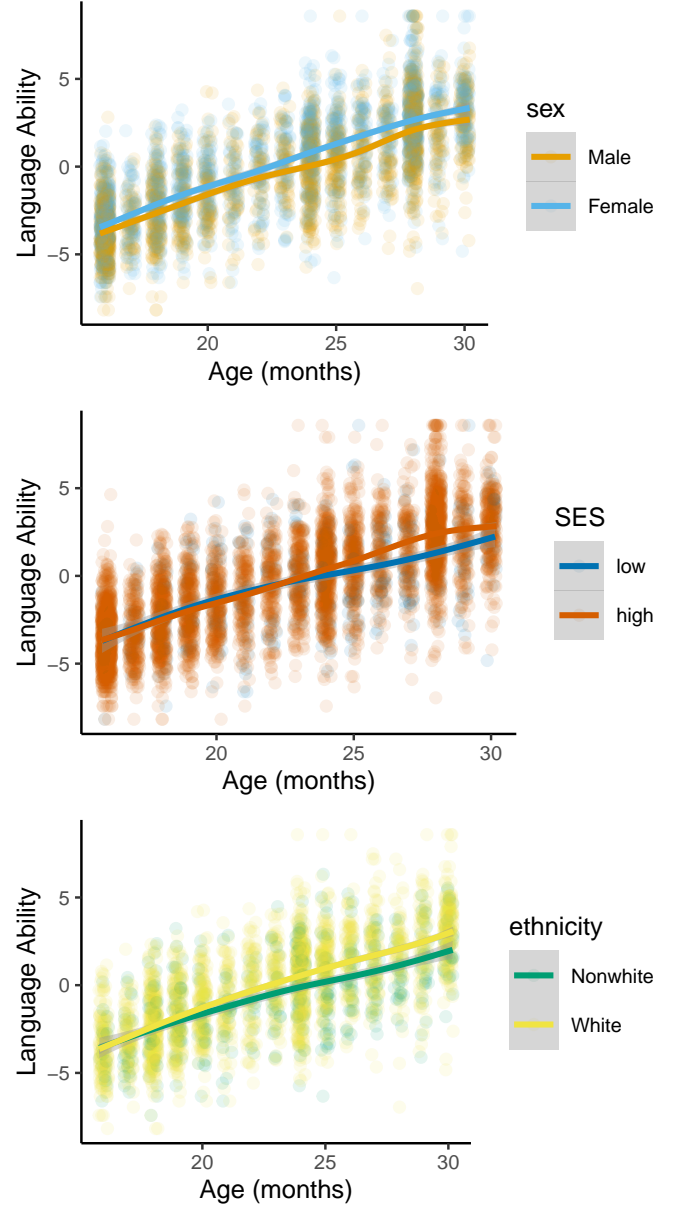 Language Ability
5
0
−5
20
25
30
Age (months)
sex
Male
Female
Language Ability
5
0
−5
20
25
30
Age (months)
SES
low
high
Language Ability
5
0
−5
20
25
30
Age (months)
ethnicity
Nonwhite
White